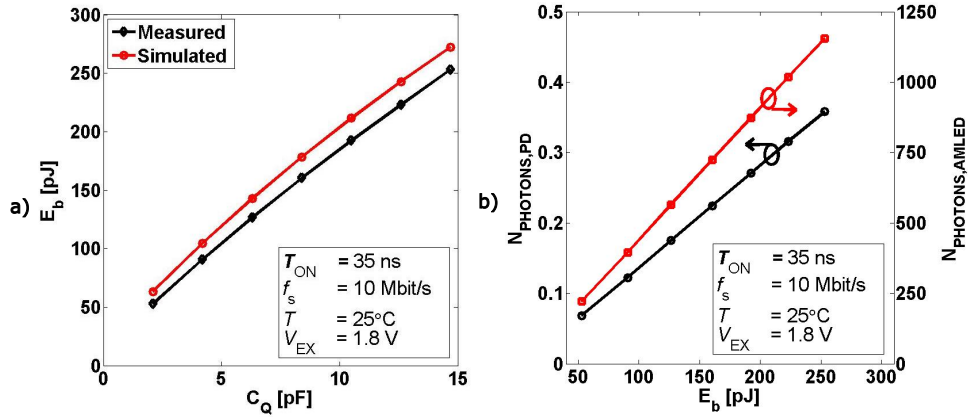 a)
E_b [pJ]
300
250
200
150
100
50
0
Measured
Simulated
T_ON = 35 ns
f_s = 10 Mbit/s
T = 25°C
V_EX = 1.8 V
0 5 10 15
C_Q [pF]
b)
N_PHOTONS,PD
0.5
0.4
0.3
0.2
0.1
0
T_ON = 35 ns
f_s = 10 Mbit/s
T = 25°C
V_EX = 1.8 V
1250
1000
750
500
250
0
N_PHOTONS,AMLED
50 100 150 200 250 300
E_b [pJ]